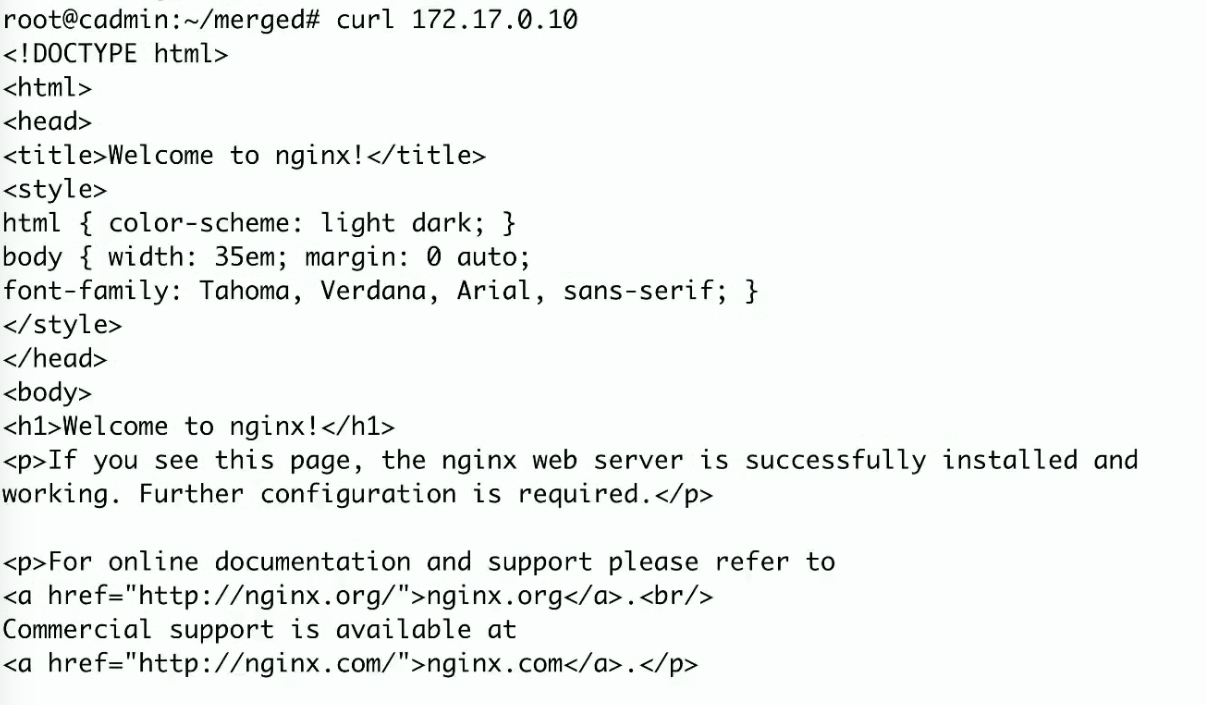 root@cadmin:~/merged# curl 172.17.0.10
<!DOCTYPE html>
<html>
<head>
<title>Welcome to nginx!</title>
<style>
html { color-scheme: light dark; }
body { width: 35em; margin: 0 auto;
font-family: Tahoma, Verdana, Arial, sans-serif; }
</style>
</head>
<body>
<h1>Welcome to nginx!</h1>
<p>If you see this page, the nginx web server is successfully installed and
working. Further configuration is required.</p>

<p>For online documentation and support please refer to
<a href="http://nginx.org/">nginx.org</a>.<br/>
Commercial support is available at
<a href="http://nginx.com/">nginx.com</a>.</p>